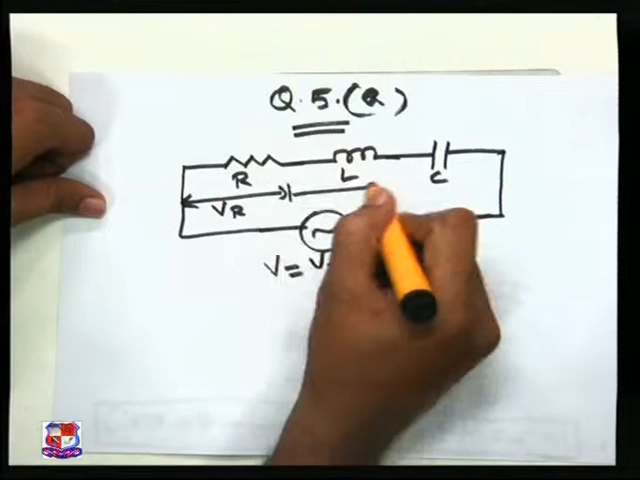 Q.5.(a)
R L C
VR
V = V